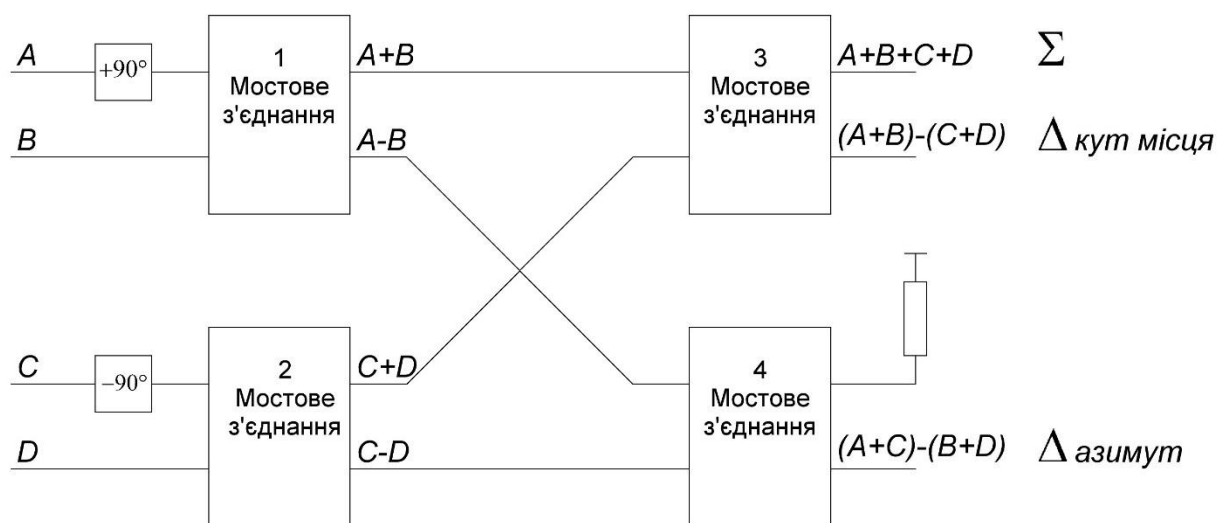 A
+90°
1
Мостове
з'єднання
A+B
3
Мостове
з'єднання
A+B+C+D
Σ
B
A-B
(A+B)-(C+D)
Δ кут місця
C
−90°
2
Мостове
з'єднання
C+D
4
Мостове
з'єднання
D
C-D
(A+C)-(B+D)
Δ азимут